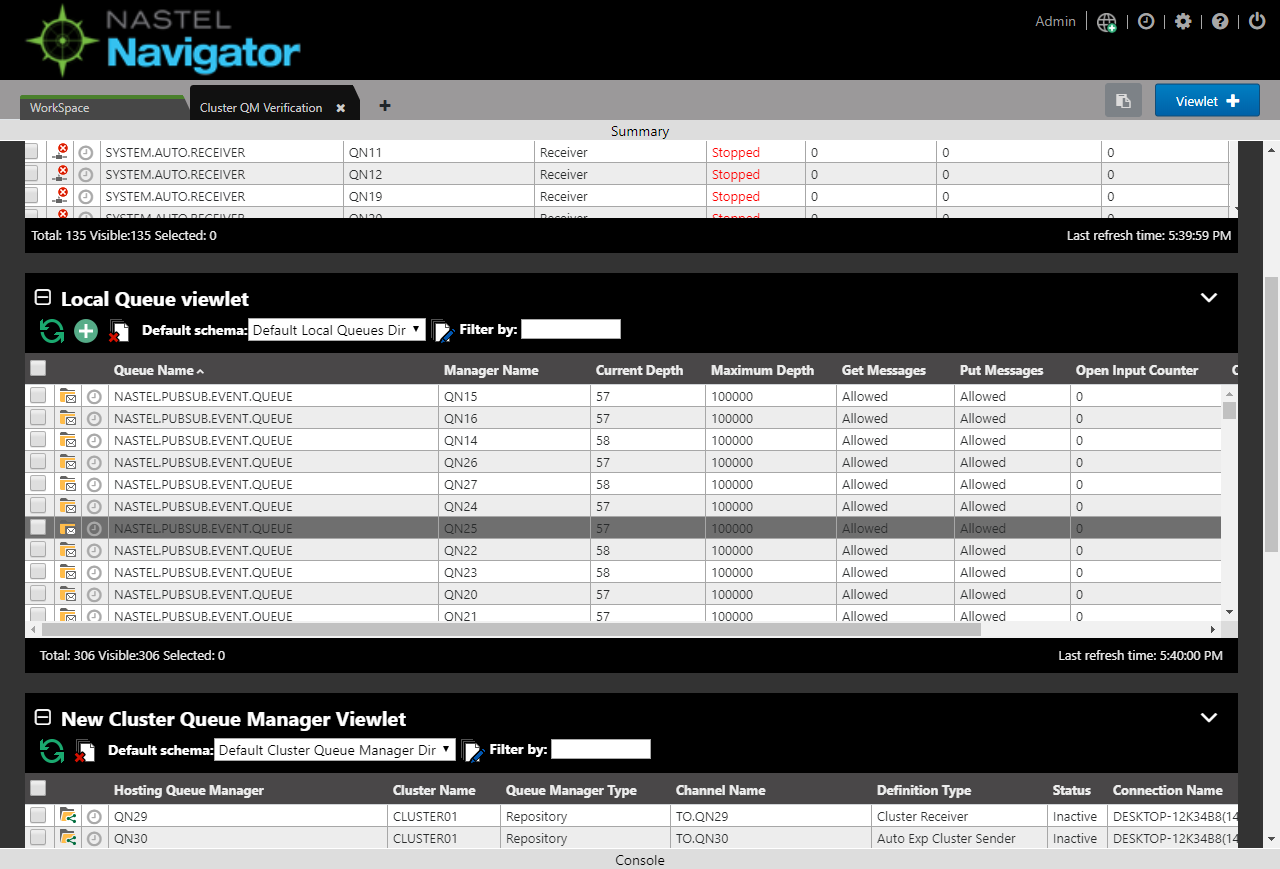 NASTEL
Navigator
Admin
WorkSpace
Cluster QM Verification
Viewlet
Summary
SYSTEM.AUTO.RECEIVER QN11 Receiver Stopped 0 0 0
SYSTEM.AUTO.RECEIVER QN12 Receiver Stopped 0 0 0
SYSTEM.AUTO.RECEIVER QN19 Receiver Stopped 0 0 0
SYSTEM.AUTO.RECEIVER QN20 Receiver Stopped 0 0 0
Total: 135 Visible:135 Selected: 0 Last refresh time: 5:39:59 PM
Local Queue viewlet
Default schema: Default Local Queues Dir Filter by:
Queue Name Manager Name Current Depth Maximum Depth Get Messages Put Messages Open Input Counter
NASTEL.PUBSUB.EVENT.QUEUE QN15 57 100000 Allowed Allowed 0
NASTEL.PUBSUB.EVENT.QUEUE QN16 57 100000 Allowed Allowed 0
NASTEL.PUBSUB.EVENT.QUEUE QN14 58 100000 Allowed Allowed 0
NASTEL.PUBSUB.EVENT.QUEUE QN26 57 100000 Allowed Allowed 0
NASTEL.PUBSUB.EVENT.QUEUE QN27 58 100000 Allowed Allowed 0
NASTEL.PUBSUB.EVENT.QUEUE QN24 57 100000 Allowed Allowed 0
NASTEL.PUBSUB.EVENT.QUEUE QN25 57 100000 Allowed Allowed 0
NASTEL.PUBSUB.EVENT.QUEUE QN22 58 100000 Allowed Allowed 0
NASTEL.PUBSUB.EVENT.QUEUE QN23 58 100000 Allowed Allowed 0
NASTEL.PUBSUB.EVENT.QUEUE QN20 57 100000 Allowed Allowed 0
NASTEL.PUBSUB.EVENT.QUEUE QN21 57 100000 Allowed Allowed 0
Total: 306 Visible:306 Selected: 0 Last refresh time: 5:40:00 PM
New Cluster Queue Manager Viewlet
Default schema: Default Cluster Queue Manager Dir Filter by:
Hosting Queue Manager Cluster Name Queue Manager Type Channel Name Definition Type Status Connection Name
QN29 CLUSTER01 Repository TO.QN29 Cluster Receiver Inactive DESKTOP-12K34B8(14
QN30 CLUSTER01 Repository TO.QN30 Auto Exp Cluster Sender Inactive DESKTOP-12K34B8(14
Console